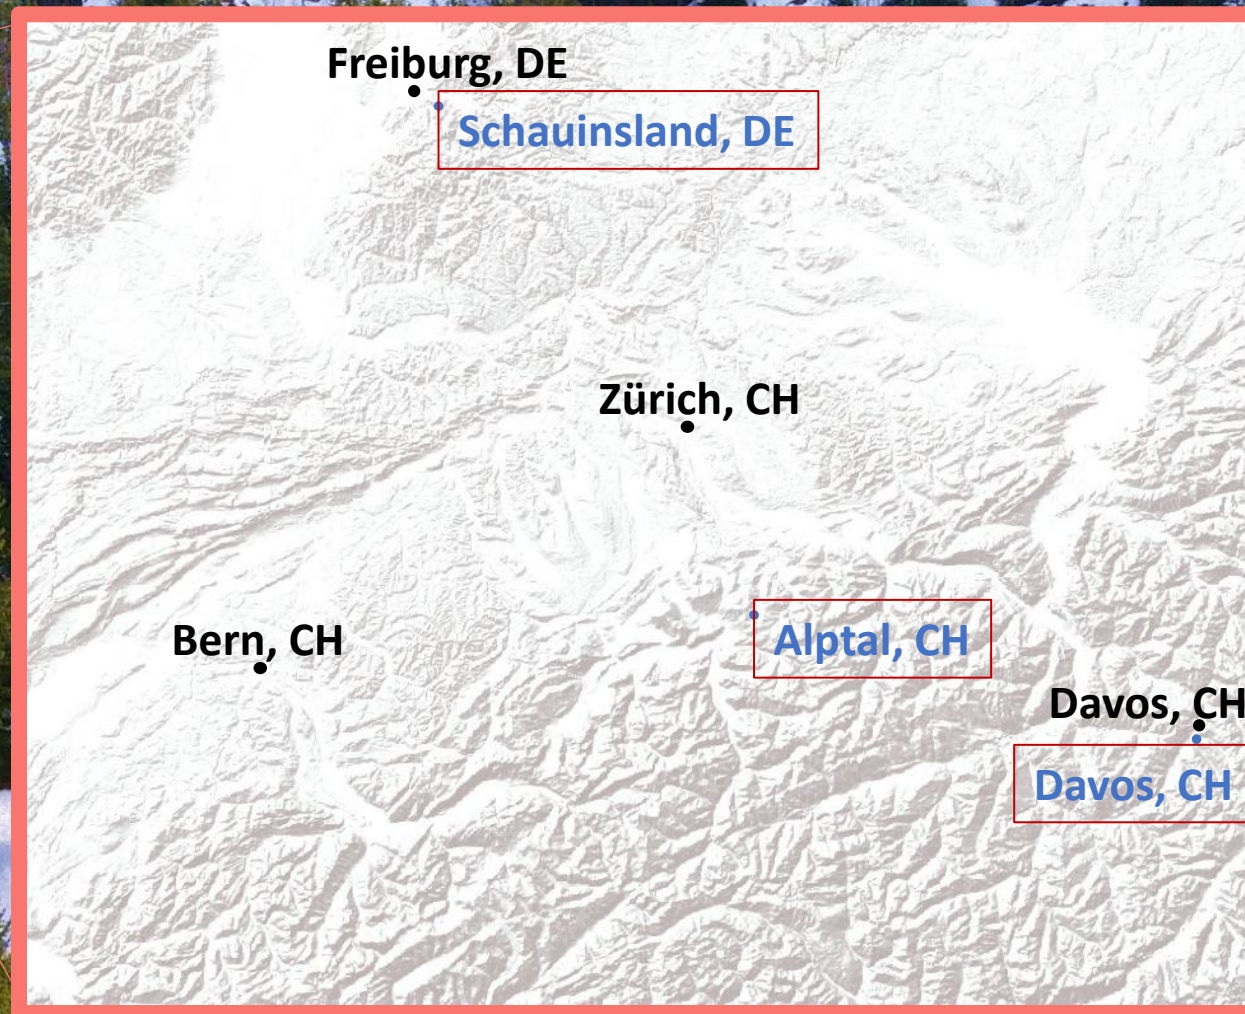 Freiburg, DE
Schauinsland, DE
Zürich, CH
Bern, CH
Alptal, CH
Davos, CH
Davos, CH